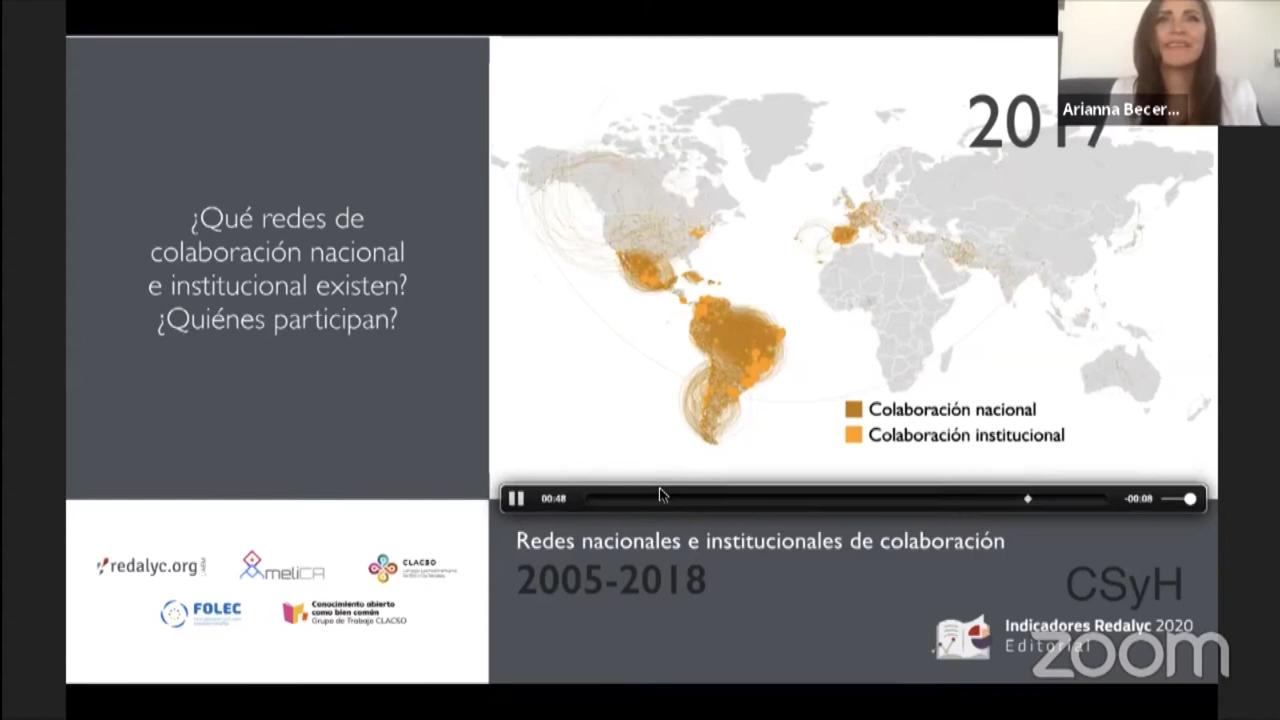 ¿Qué redes de
colaboración nacional
e institucional existen?
¿Quiénes participan?
2017
Arianna Becer...
Colaboración nacional
Colaboración institucional
00:48
-00:08
redalyc.org
AmeliCA
CLACSO
FOLEC
Conocimiento abierto
como bien común
Grupo de Trabajo CLACSO
Redes nacionales e institucionales de colaboración
2005-2018
CSyH
Indicadores Redalyc 2020
Editorial
zoom